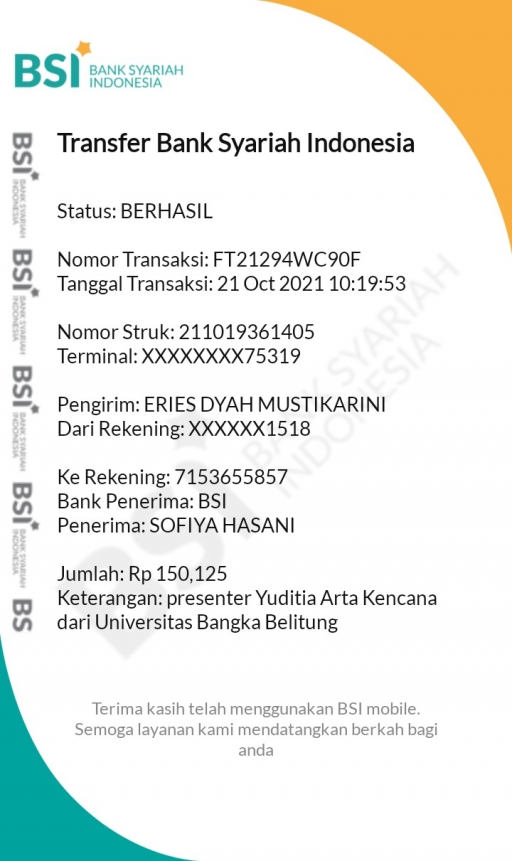 BSI BANK SYARIAH
INDONESIA
Transfer Bank Syariah Indonesia
Status: BERHASIL
Nomor Transaksi: FT21294WC90F
Tanggal Transaksi: 21 Oct 2021 10:19:53
Nomor Struk: 211019361405
Terminal: XXXXXXXX75319
Pengirim: ERIES DYAH MUSTIKARINI
Dari Rekening: XXXXXX1518
Ke Rekening: 7153655857
Bank Penerima: BSI
Penerima: SOFIYA HASANI
Jumlah: Rp 150,125
Keterangan: presenter Yuditia Arta Kencana
dari Universitas Bangka Belitung
Terima kasih telah menggunakan BSI mobile.
Semoga layanan kami mendatangkan berkah bagi
anda
BSI BANK SYARIAH
INDONESIA
BSI BANK SYARIAH
INDONESIA
BSI BANK SYARIAH
INDONESIA
BSI BANK SYARIAH
INDONESIA
BS
BSI BANK SYARIAH
INDONESIA